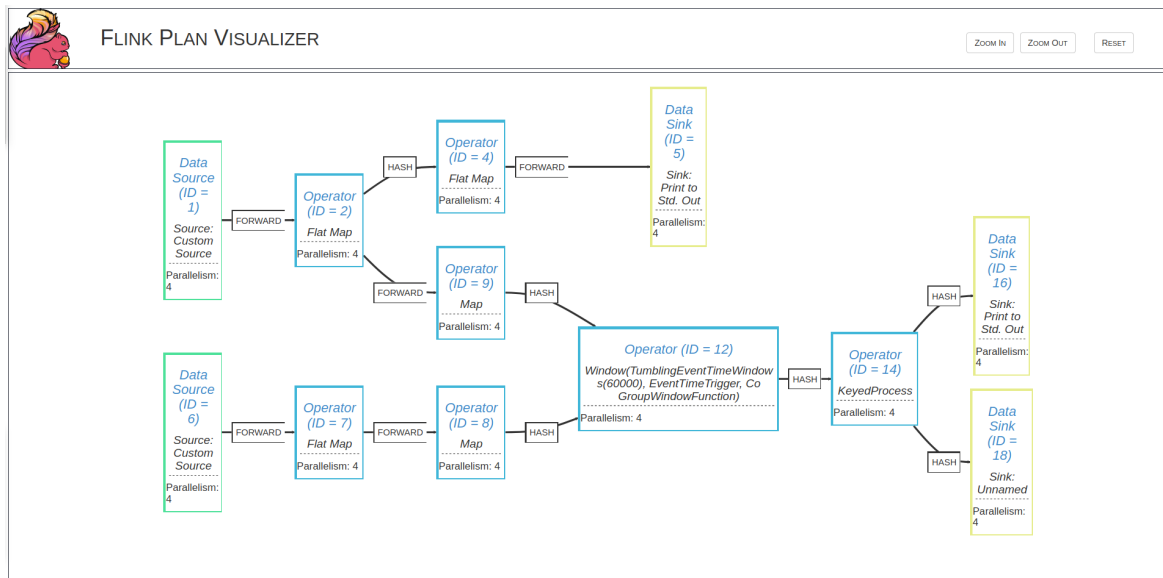 FLINK PLAN VISUALIZER
ZOOM IN
ZOOM OUT
RESET
Data
Source
(ID =
1)
Source:
Custom
Source
Parallelism:
4
FORWARD
Operator
(ID = 2)
Flat Map
Parallelism: 4
HASH
Operator
(ID = 4)
Flat Map
Parallelism: 4
FORWARD
Data
Sink
(ID =
5)
Sink:
Print to
Std. Out
Parallelism:
4
FORWARD
Operator
(ID = 9)
Map
Parallelism: 4
HASH
Data
Source
(ID =
6)
Source:
Custom
Source
Parallelism:
4
FORWARD
Operator
(ID = 7)
Flat Map
Parallelism: 4
FORWARD
Operator
(ID = 8)
Map
Parallelism: 4
HASH
Operator (ID = 12)
Window(TumblingEventTimeWindow
s(60000), EventTimeTrigger, Co
GroupWindowFunction)
Parallelism: 4
HASH
Operator
(ID = 14)
KeyedProcess
Parallelism: 4
HASH
Data
Sink
(ID =
16)
Sink:
Print to
Std. Out
Parallelism:
4
HASH
Data
Sink
(ID =
18)
Sink:
Unnamed
Parallelism:
4